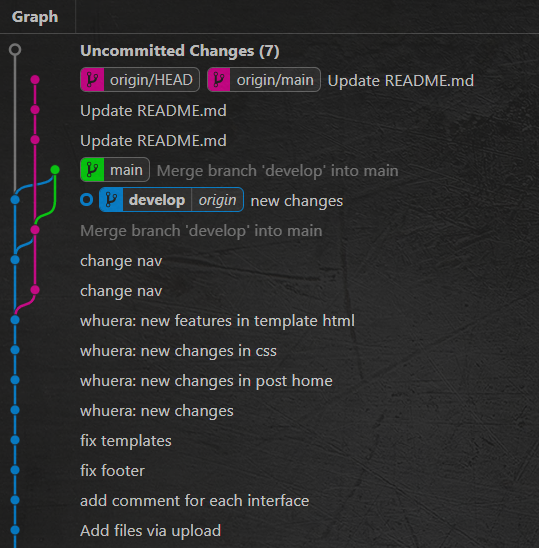 Graph
Uncommitted Changes (7)
origin/HEAD origin/main Update README.md
Update README.md
Update README.md
main Merge branch 'develop' into main
develop origin new changes
Merge branch 'develop' into main
change nav
change nav
whuera: new features in template html
whuera: new changes in css
whuera: new changes in post home
whuera: new changes
fix templates
fix footer
add comment for each interface
Add files via upload